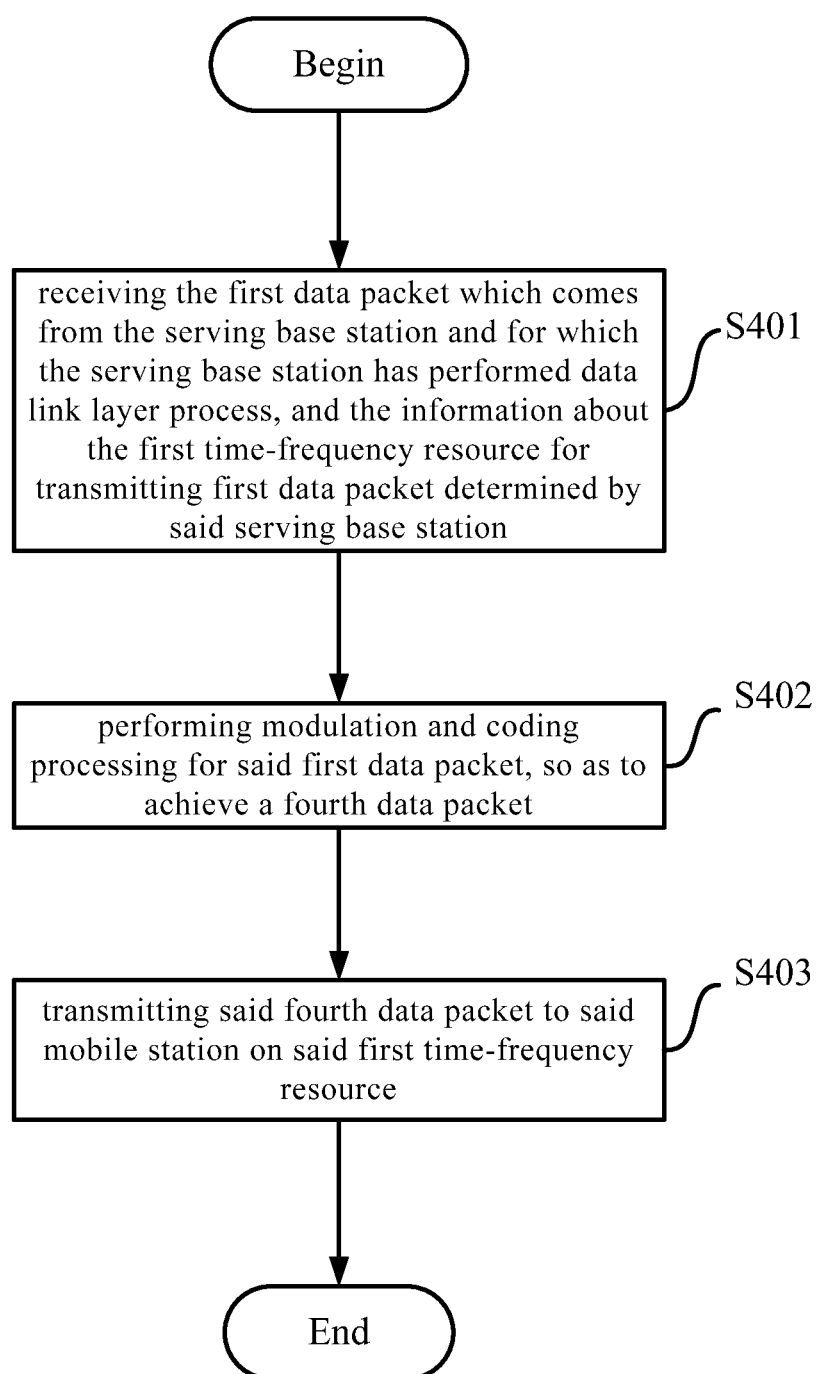 Begin
receiving the first data packet which comes
from the serving base station and for which
the serving base station has performed data
link layer process, and the information about
the first time-frequency resource for
transmitting first data packet determined by
said serving base station
S401
performing modulation and coding
processing for said first data packet, so as to
achieve a fourth data packet
S402
transmitting said fourth data packet to said
mobile station on said first time-frequency
resource
S403
End